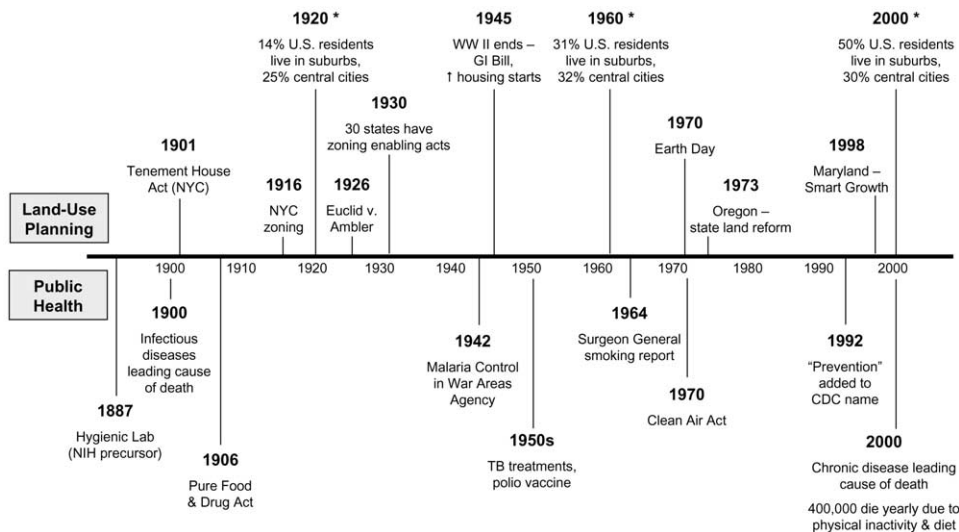 1920 *
14% U.S. residents
live in suburbs,
25% central cities
1945
WW II ends –
GI Bill,
↑ housing starts
1960 *
31% U.S. residents
live in suburbs,
32% central cities
2000 *
50% U.S. residents
live in suburbs,
30% central cities
1930
30 states have
zoning enabling acts
1901
Tenement House
Act (NYC)
1916
NYC
zoning
1926
Euclid v.
Ambler
1970
Earth Day
1973
Oregon –
state land reform
1998
Maryland –
Smart Growth
Land-Use
Planning
1900 1910 1920 1930 1940 1950 1960 1970 1980 1990 2000
Public
Health
1900
Infectious
diseases
leading cause
of death
1887
Hygienic Lab
(NIH precursor)
1906
Pure Food
& Drug Act
1942
Malaria Control
in War Areas
Agency
1950s
TB treatments,
polio vaccine
1964
Surgeon General
smoking report
1970
Clean Air Act
1992
“Prevention”
added to
CDC name
2000
Chronic disease leading
cause of death
400,000 die yearly due to
physical inactivity & diet